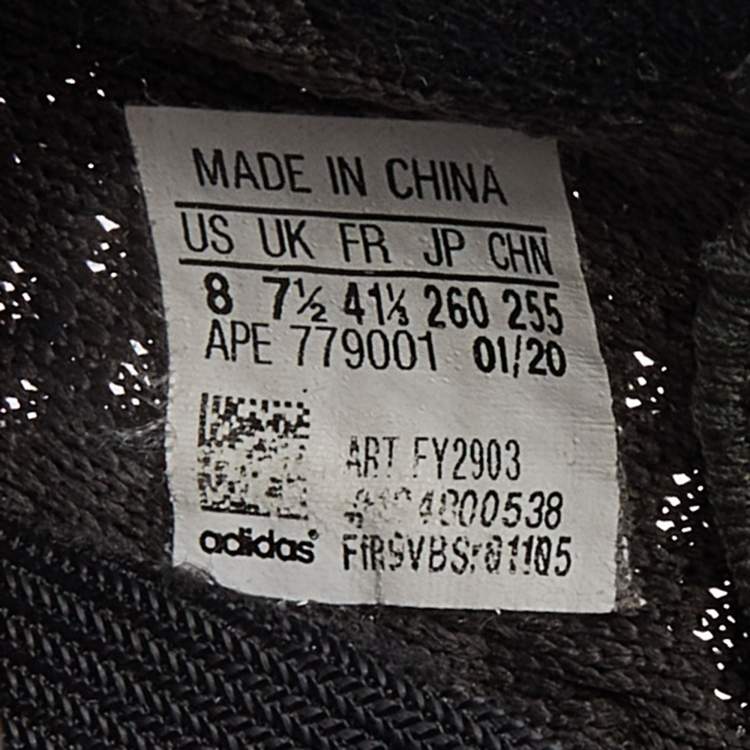 MADE IN CHINA
US UK FR JP CHN
8 7½ 41⅓ 260 255
APE 779001 01/20
ART FY2903
adidas®